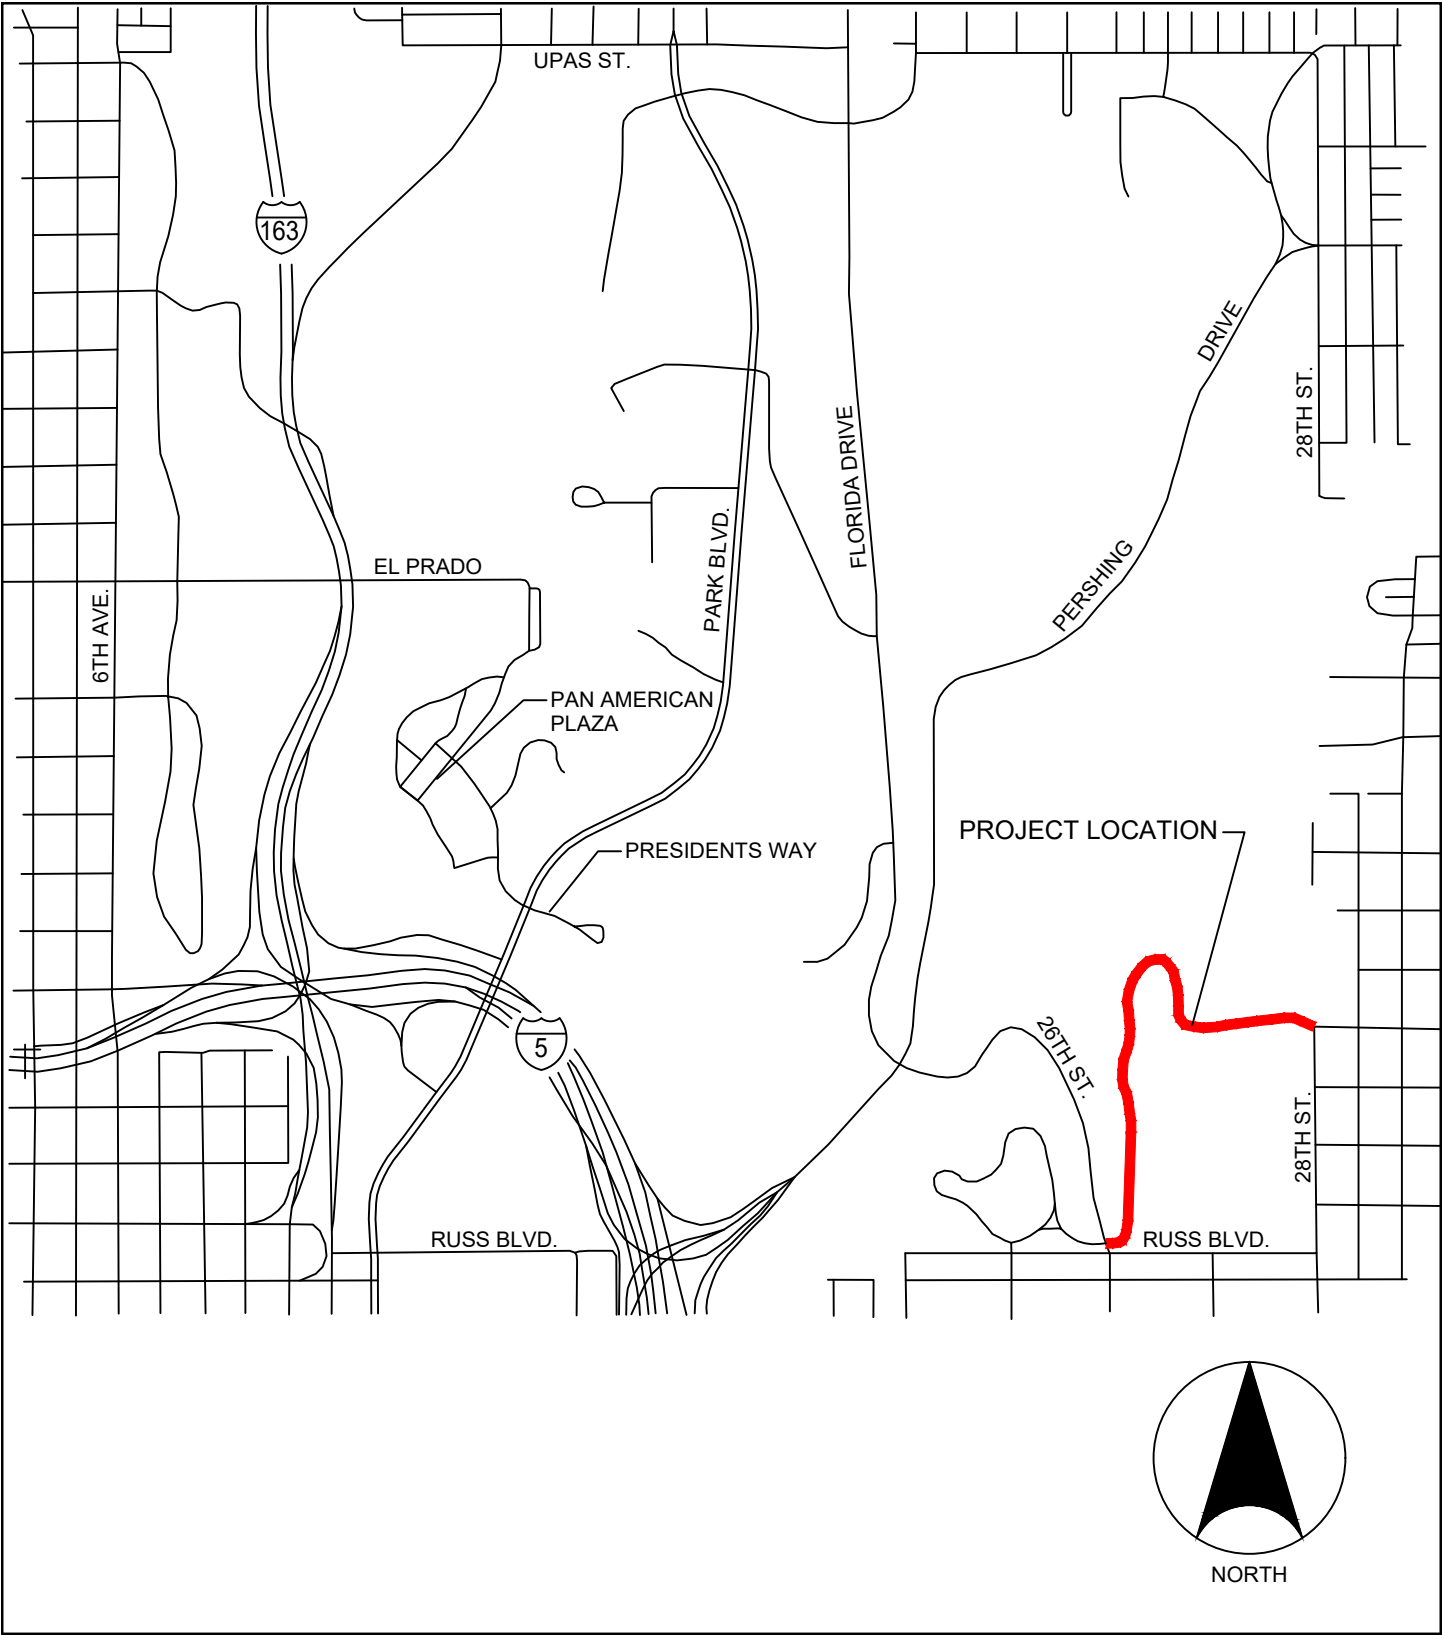 UPAS ST.
163
DRIVE
28TH ST.
FLORIDA DRIVE
PARK BLVD.
PERSHING
EL PRADO
6TH AVE.
PAN AMERICAN
PLAZA
PROJECT LOCATION
PRESIDENTS WAY
5
26TH ST.
28TH ST.
RUSS BLVD.
RUSS BLVD.
NORTH